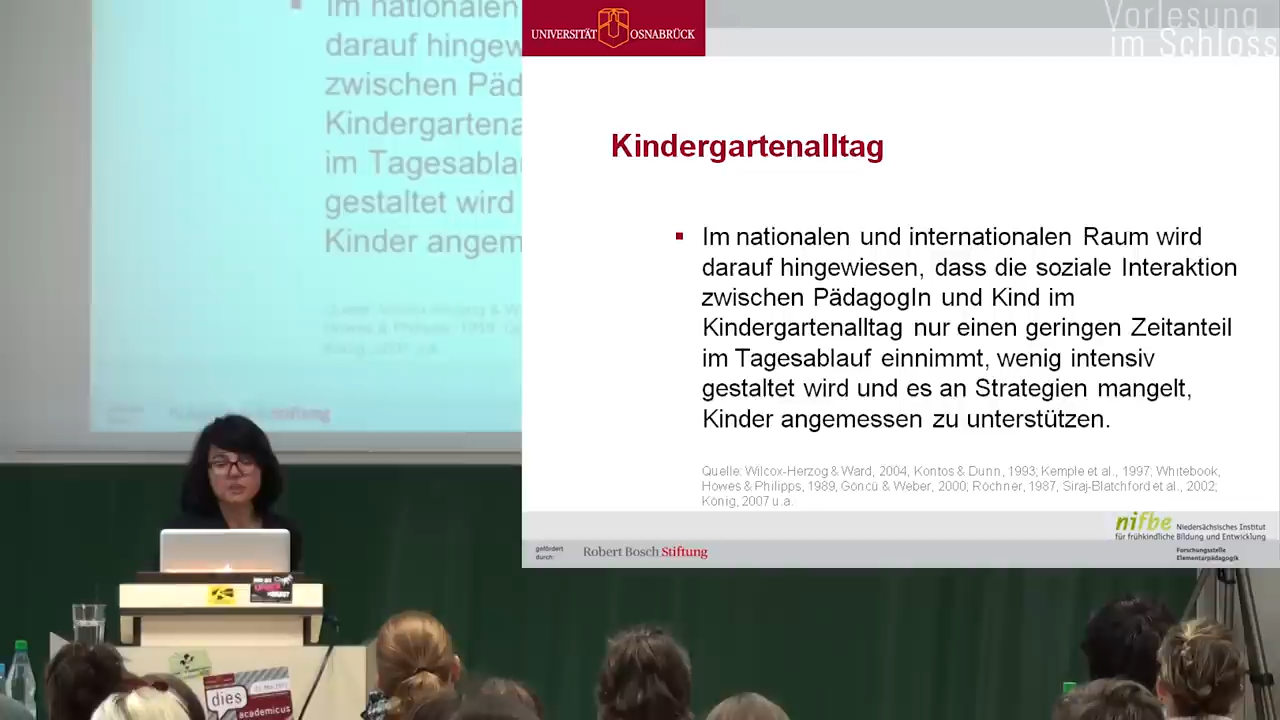 im nationalen
darauf hingew
zwischen Päd
Kindergartena
im Tagesabla
gestaltet wird
Kinder angem
Stiftung
UNIVERSITÄT OSNABRÜCK
Vorlesung
im Schloss
Kindergartenalltag
Im nationalen und internationalen Raum wird
darauf hingewiesen, dass die soziale Interaktion
zwischen PädagogIn und Kind im
Kindergartenalltag nur einen geringen Zeitanteil
im Tagesablauf einnimmt, wenig intensiv
gestaltet wird und es an Strategien mangelt,
Kinder angemessen zu unterstützen.
Quelle: Wilcox-Herzog & Ward, 2004, Kontos & Dunn, 1993; Kemple et al., 1997; Whitebook,
Howes & Philipps, 1989, Göncü & Weber, 2000, Röchner, 1987, Siraj-Blatchford et al., 2002;
König, 2007 u.a.
nifbe Niedersächsisches Institut
für frühkindliche Bildung und Entwicklung
Forschungsstelle
Elementarpädagogik
gefördert
durch:
Robert Bosch Stiftung
dies
academicus